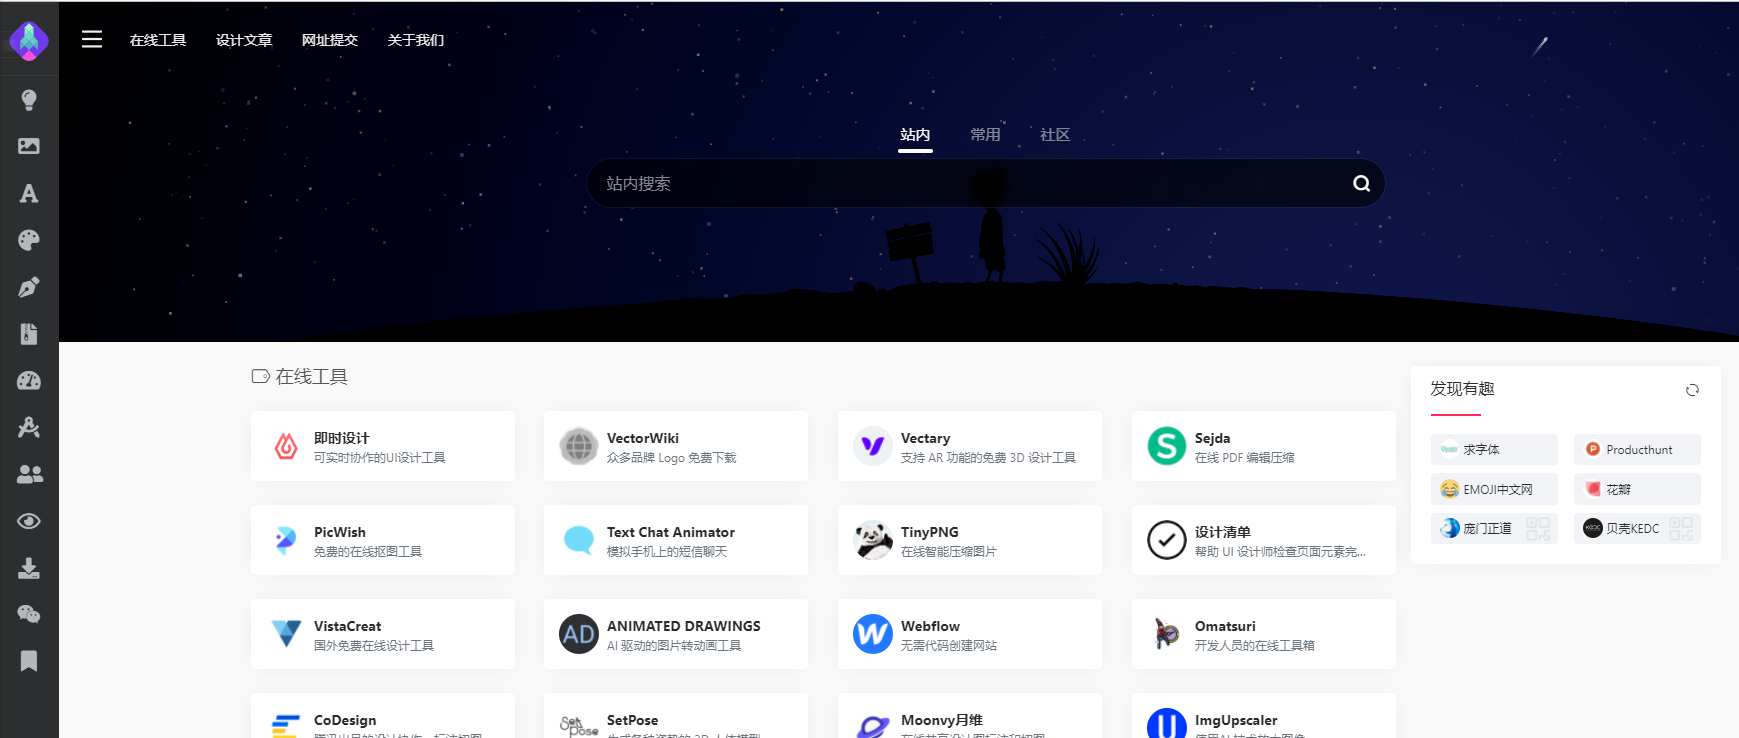 在线工具 设计文章 网址提交 关于我们
站内 常用 社区
站内搜索
在线工具
即时设计
可实时协作的UI设计工具
VectorWiki
众多品牌 Logo 免费下载
Vectary
支持 AR 功能的免费 3D 设计工具
Sejda
在线 PDF 编辑压缩
PicWish
免费的在线抠图工具
Text Chat Animator
模拟手机上的短信聊天
TinyPNG
在线智能压缩图片
设计清单
帮助 UI 设计师检查页面元素完...
VistaCreat
国外免费在线设计工具
AD
ANIMATED DRAWINGS
AI 驱动的图片转动画工具
Webflow
无需代码创建网站
Omatsuri
开发人员的在线工具箱
CoDesign
Set Pose
SetPose
Moonvy月维
ImgUpscaler
发现有趣
求字体
Producthunt
EMOJI中文网
花瓣
庞门正道
贝壳KEDC